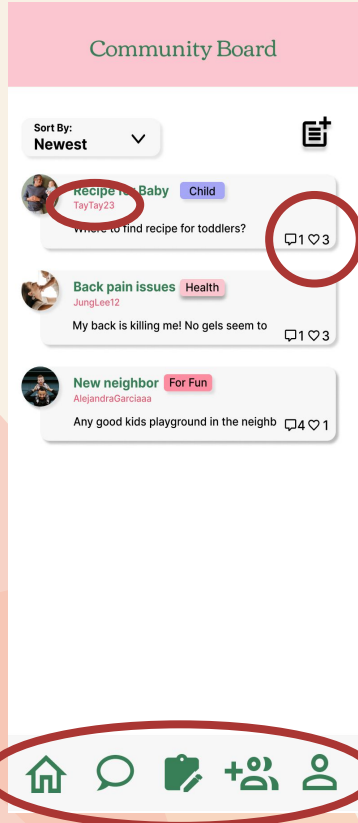 Community Board
Sort By:
Newest
Recipe for Baby Child
TayTay23
Where to find recipe for toddlers?
1 3
Back pain issues Health
JungLee12
My back is killing me! No gels seem to
1 3
New neighbor For Fun
AlejandraGarciaaa
Any good kids playground in the neighb
4 1